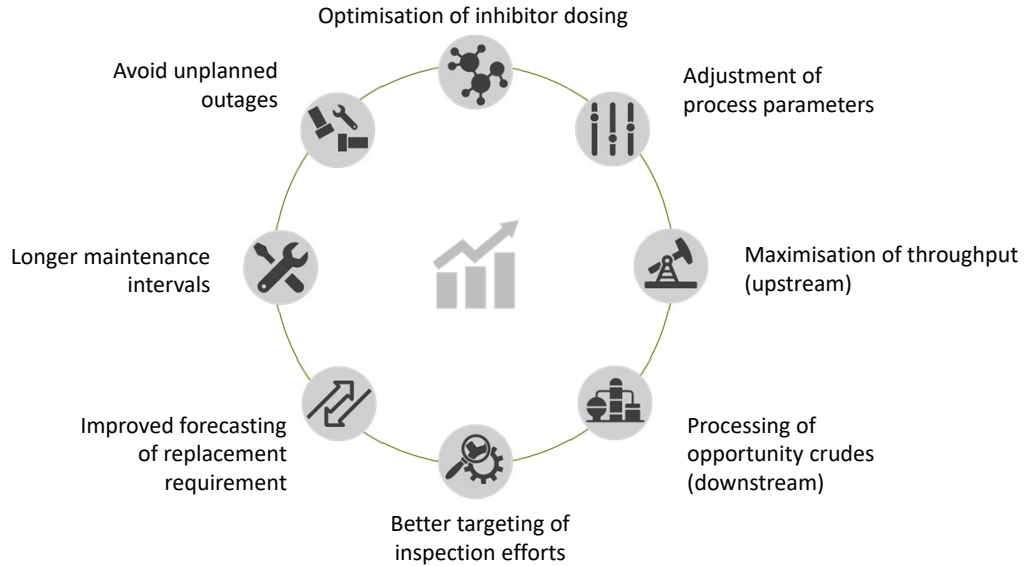 Optimisation of inhibitor dosing
Adjustment of
process parameters
Maximisation of throughput
(upstream)
Processing of
opportunity crudes
(downstream)
Better targeting of
inspection efforts
Improved forecasting
of replacement
requirement
Longer maintenance
intervals
Avoid unplanned
outages